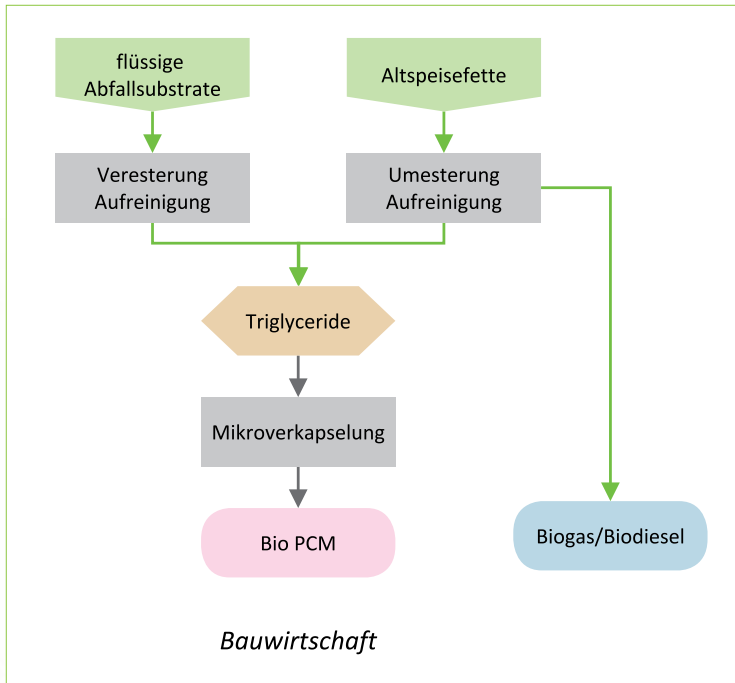 flüssige
Abfallsubstrate
Altspeisefette
Veresterung
Aufreinigung
Umesterung
Aufreinigung
Triglyceride
Mikroverkapselung
Bio PCM
Biogas/Biodiesel
Bauwirtschaft